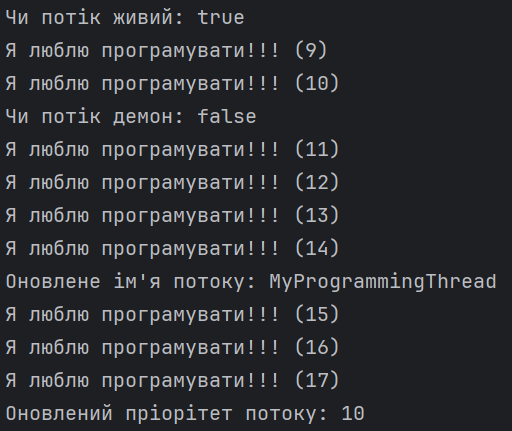 Чи потік живий: true
Я люблю програмувати!!! (9)
Я люблю програмувати!!! (10)
Чи потік демон: false
Я люблю програмувати!!! (11)
Я люблю програмувати!!! (12)
Я люблю програмувати!!! (13)
Я люблю програмувати!!! (14)
Оновлене ім'я потоку: MyProgrammingThread
Я люблю програмувати!!! (15)
Я люблю програмувати!!! (16)
Я люблю програмувати!!! (17)
Оновлений пріорітет потоку: 10